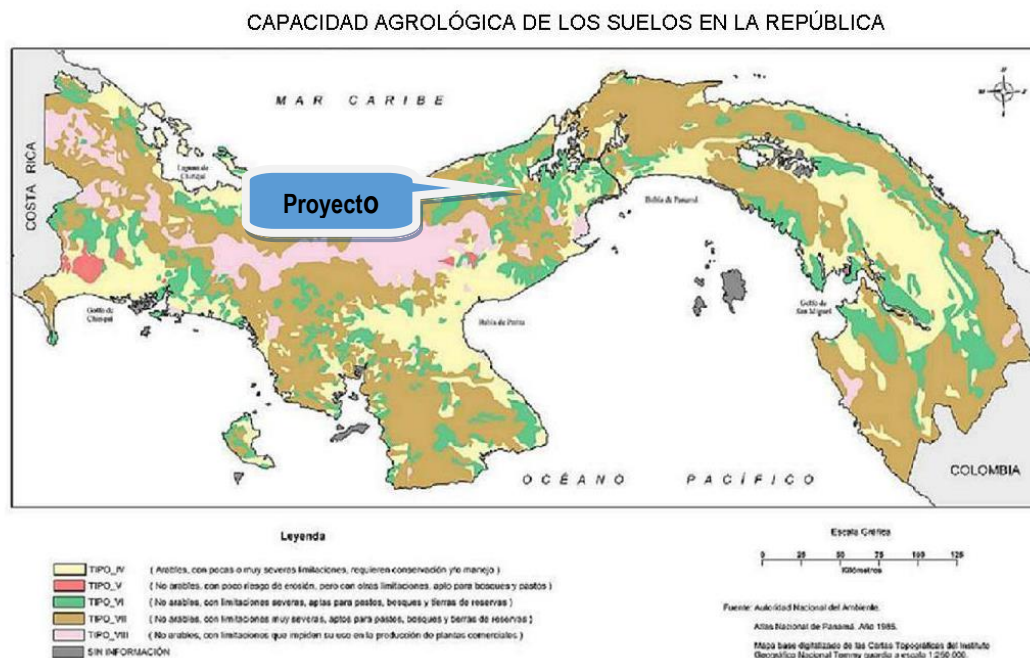 CAPACIDAD AGROLÓGICA DE LOS SUELOS EN LA REPÚBLICA
MAR CARIBE
COSTA RICA
Laguna de
Chiriquí
Proyecto
Bahía de Panamá
Golfo de
Chiriquí
Bahía de Parita
Golfo de
San Miguel
OCÉANO PACÍFICO
COLOMBIA
Leyenda
TIPO_IV ( Arables, con pocas o muy severas limitaciones, requieren conservación y/o manejo )
TIPO_V ( No arables, con poco riesgo de erosión, pero con otras limitaciones, apto para bosques y pastos )
TIPO_VI ( No arables, con limitaciones severas, aptas para pastos, bosques y tierras de reservas )
TIPO_VII ( No arables, con limitaciones muy severas, aptos para pastos, bosques y tierras de reservas )
TIPO_VIII ( No arables, con limitaciones que impiden su uso en la producción de plantas comerciales )
SIN INFORMACIÓN
Escala Gráfica
0 25 50 75 100 125
Kilómetros
Fuente: Autoridad Nacional del Ambiente.
Atlas Nacional de Panamá. Año 1985.
Mapa base digitalizado de las Cartas Topográficas del Instituto
Geográfico Nacional Tommy guardia a escala 1:250 000.